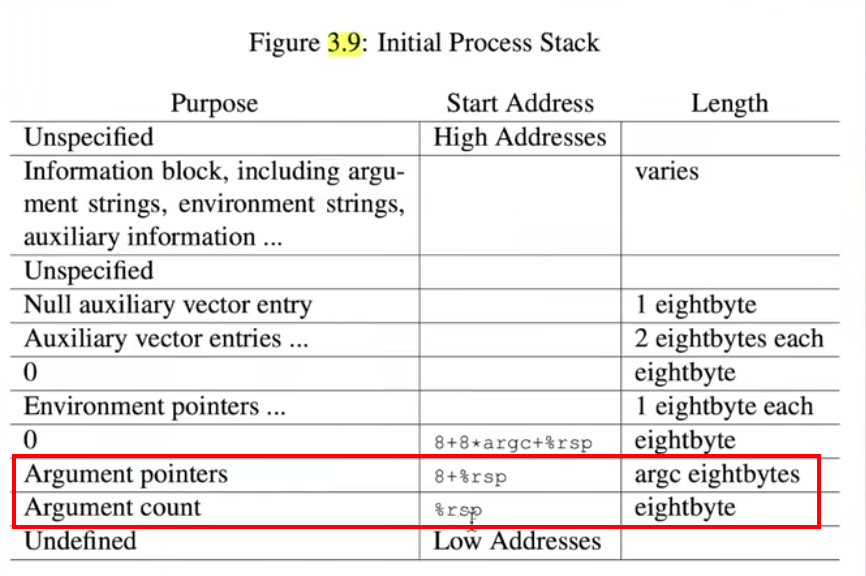 Figure 3.9: Initial Process Stack
Purpose Start Address Length
Unspecified High Addresses
Information block, including argu- varies
ment strings, environment strings,
auxiliary information ...
Unspecified
Null auxiliary vector entry 1 eightbyte
Auxiliary vector entries ... 2 eightbytes each
0 eightbyte
Environment pointers ... 1 eightbyte each
0 8+8*argc+%rsp eightbyte
Argument pointers 8+%rsp argc eightbytes
Argument count %rsp eightbyte
Undefined Low Addresses